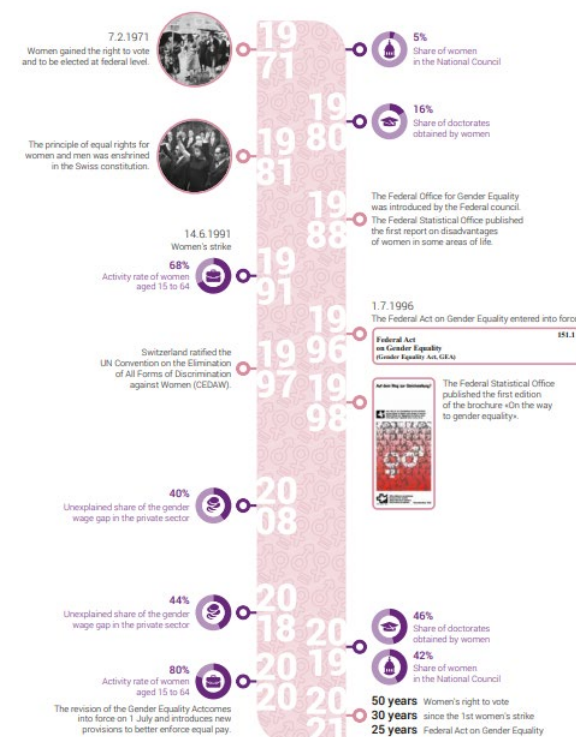 7.2.1971
Women gained the right to vote
and to be elected at federal level.
19
71
5%
Share of women
in the National Council
19
80
16%
Share of doctorates
obtained by women
The principle of equal rights for
women and men was enshrined
in the Swiss constitution.
19
81
19
88
The Federal Office for Gender Equality
was introduced by the Federal council.
The Federal Statistical Office published
the first report on disadvantages
of women in some areas of life.
14.6.1991
Women's strike
68%
Activity rate of women
aged 15 to 64
19
91
19
96
1.7.1996
The Federal Act on Gender Equality entered into force
Federal Act
on Gender Equality
(Gender Equality Act, GEA)
151.1
Switzerland ratified the
UN Convention on the Elimination
of All Forms of Discrimination
against Women (CEDAW).
19
97
19
98
Auf dem Weg zur Gleichstellung?
The Federal Statistical Office
published the first edition
of the brochure «On the way
to gender equality».
40%
Unexplained share of the gender
wage gap in the private sector
20
08
44%
Unexplained share of the gender
wage gap in the private sector
20
18
20
19
46%
Share of doctorates
obtained by women
42%
Share of women
in the National Council
80%
Activity rate of women
aged 15 to 64
The revision of the Gender Equality Actcomes
into force on 1 July and introduces new
provisions to better enforce equal pay.
20
20
20
21
50 years Women's right to vote
30 years since the 1st women's strike
25 years Federal Act on Gender Equality